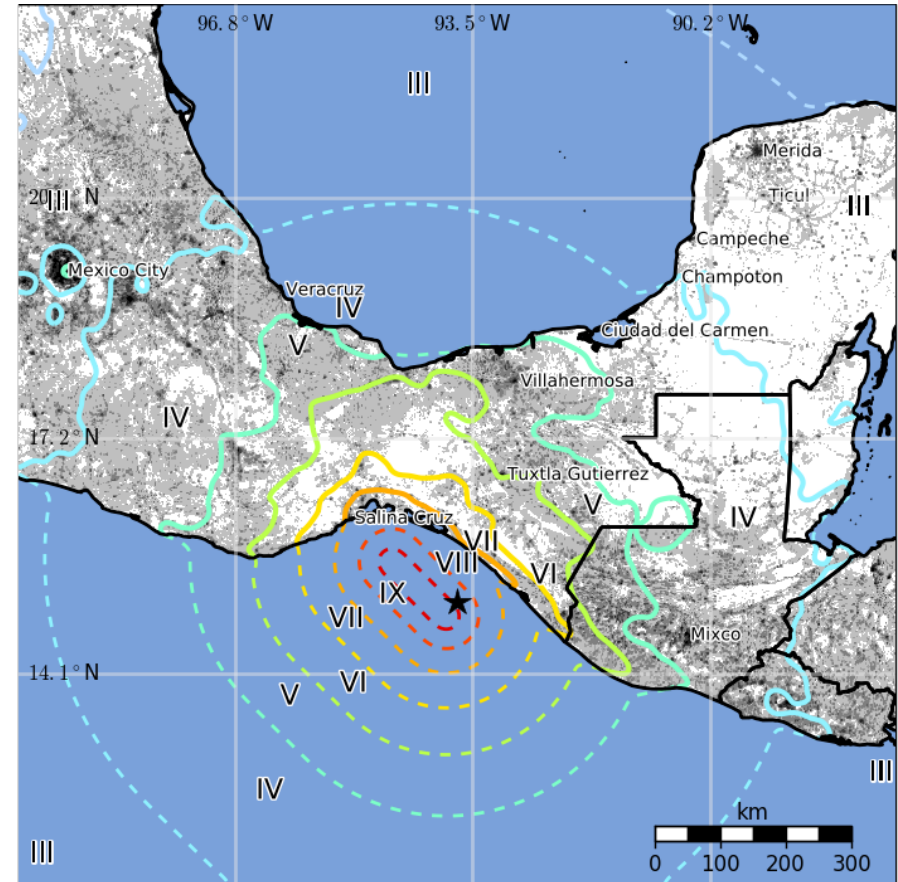 96.8°W 93.5°W 90.2°W
III
Merida
Ticul
20. N
III
III
Campeche
Mexico City
Champoton
Veracruz
IV
Ciudad del Carmen
V
Villahermosa
IV
17.2°N
Tuxtla Gutierrez
V
Salina Cruz
IV
VII
VIII
VI
IX
VII
Mixco
14.1°N
VI
V
III
IV
km
III
0 100 200 300